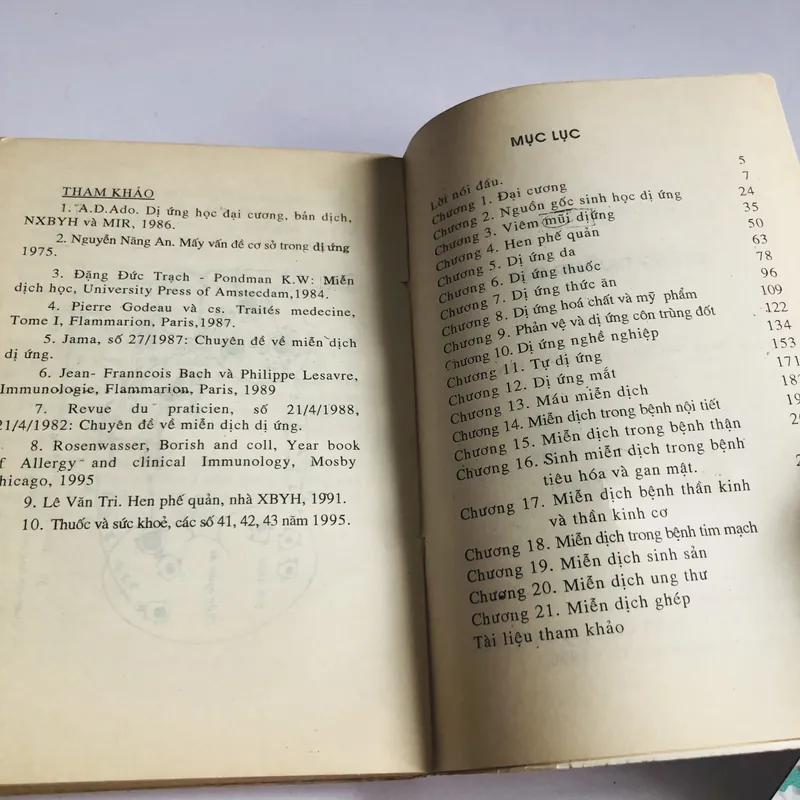 THAM KHẢO
1. A.D.Ado. Dị ứng học đại cương, bản dịch,
NXBYH và MIR, 1986.
2. Nguyễn Năng An. Mấy vấn đề cơ sở trong dị ứng
1975.
3. Đặng Đức Trạch - Pondman K.W: Miễn
dịch học, University Press of Amstecdam,1984.
4. Pierre Godeau và cs. Traités medecine,
Tome I, Flammarion, Paris,1987.
5. Jama, số 27/1987: Chuyên đề về miễn dịch
dị ứng.
6. Jean- Franncois Bach và Philippe Lesavre,
Immunologie, Flammarion, Paris, 1989
7. Revue du praticien, số 21/4/1988,
21/4/1982: Chuyên đề về miễn dịch dị ứng.
8. Rosenwasser, Borish and coll, Year book
of Allergy and clinical Immunology, Mosby
Chicago, 1995
9. Lê Văn Tri. Hen phế quản, nhà XBYH, 1991.
10. Thuốc và sức khoẻ, các số 41, 42, 43 năm 1995.
MỤC LỤC
Lời nói đầu. 5
Chương 1. Đại cương 7
Chương 2. Nguồn gốc sinh học dị ứng 24
Chương 3. Viêm mũi dị ứng 35
Chương 4. Hen phế quản 50
Chương 5. Dị ứng da 63
Chương 6. Dị ứng thuốc 78
Chương 7. Dị ứng thức ăn 96
Chương 8. Dị ứng hoá chất và mỹ phẩm 109
Chương 9. Phản vệ và dị ứng côn trùng đốt 122
Chương 10. Dị ứng nghề nghiệp 134
Chương 11. Tự dị ứng 153
Chương 12. Dị ứng mắt 171
Chương 13. Máu miễn dịch
Chương 14. Miễn dịch trong bệnh nội tiết
Chương 15. Miễn dịch trong bệnh thận
Chương 16. Sinh miễn dịch trong bệnh
tiêu hóa và gan mật.
Chương 17. Miễn dịch bệnh thần kinh
và thần kinh cơ
Chương 18. Miễn dịch trong bệnh tim mạch
Chương 19. Miễn dịch sinh sản
Chương 20. Miễn dịch ung thư
Chương 21. Miễn dịch ghép
Tài liệu tham khảo